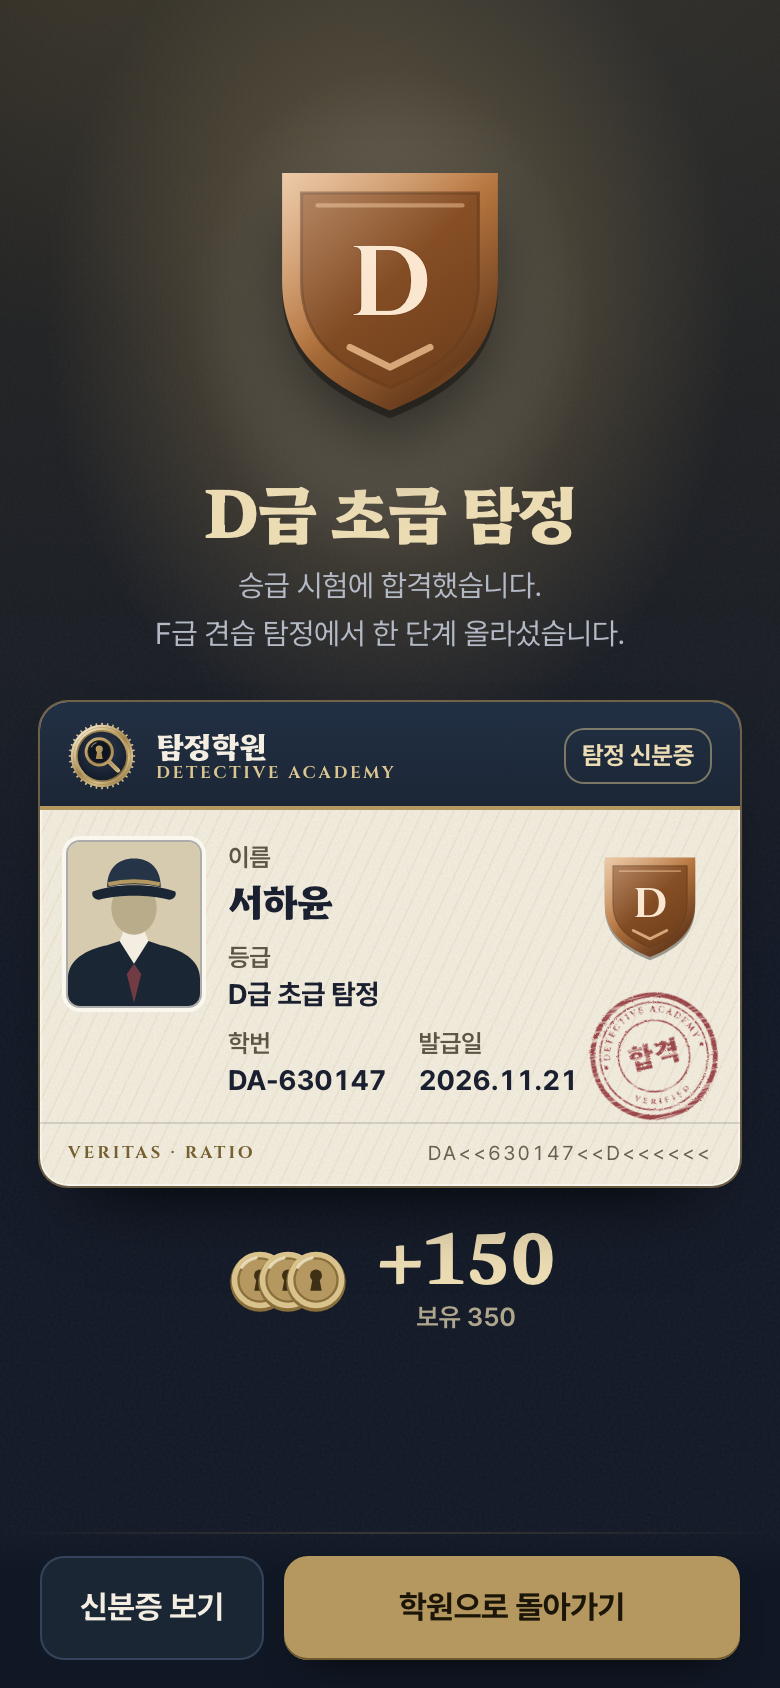 D
D급 초급 탐정
승급 시험에 합격했습니다.
F급 견습 탐정에서 한 단계 올라섰습니다.
탐정학원
DETECTIVE ACADEMY
탐정 신분증
이름
서하윤
D
등급
D급 초급 탐정
학번
DA-630147
발급일
2026.11.21
DETECTIVE ACADEMY
합격
VERIFIED
VERITAS · RATIO
DA<<630147<<D<<<<<<
+150
보유 350
신분증 보기
학원으로 돌아가기